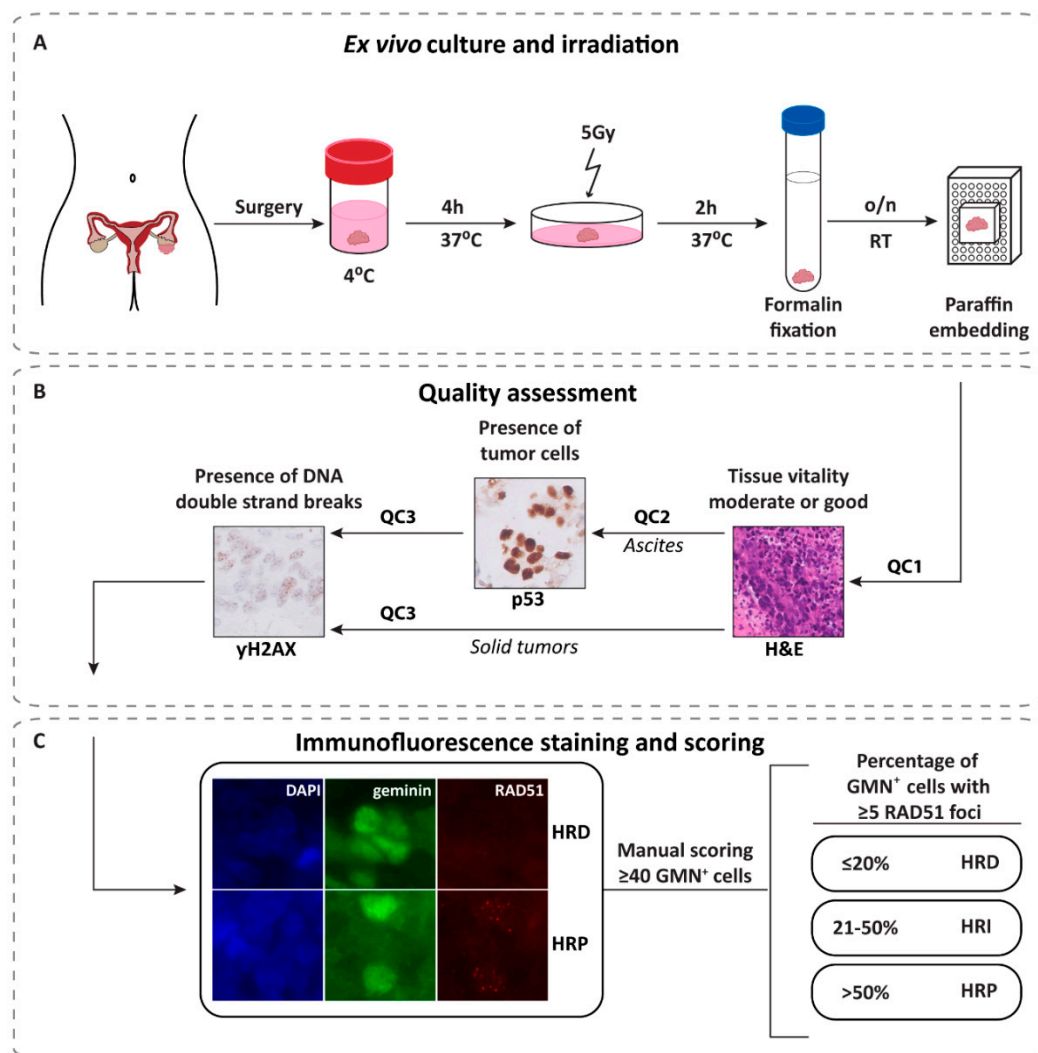 A
Ex vivo culture and irradiation
Surgery
4°C
4h
37°C
5Gy
2h
37°C
Formalin
fixation
o/n
RT
Paraffin
embedding
B
Quality assessment
Presence of DNA
double strand breaks
Presence of
tumor cells
Tissue vitality
moderate or good
QC3
QC2
Ascites
QC1
p53
QC3
Solid tumors
yH2AX
H&E
C
Immunofluorescence staining and scoring
DAPI
geminin
RAD51
HRD
HRP
Manual scoring
≥40 GMN⁺ cells
Percentage of
GMN⁺ cells with
≥5 RAD51 foci
≤20% HRD
21-50% HRI
>50% HRP